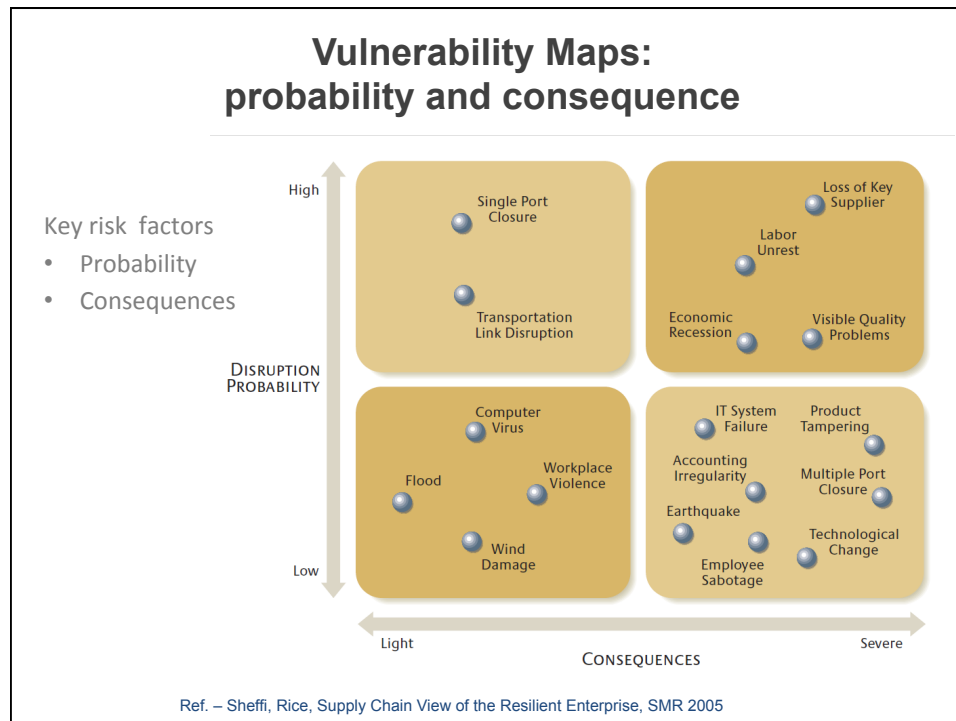 Vulnerability Maps:
probability and consequence
Key risk  factors
• Probability
• Consequences
DISRUPTION
PROBABILITY
High
Low
Single Port
Closure
Transportation
Link Disruption
Loss of Key
Supplier
Labor
Unrest
Economic
Recession
Visible Quality
Problems
Computer
Virus
Flood
Workplace
Violence
Wind
Damage
IT System
Failure
Product
Tampering
Accounting
Irregularity
Multiple Port
Closure
Earthquake
Employee
Sabotage
Technological
Change
Light
Severe
CONSEQUENCES
Ref. – Sheffi, Rice, Supply Chain View of the Resilient Enterprise, SMR 2005